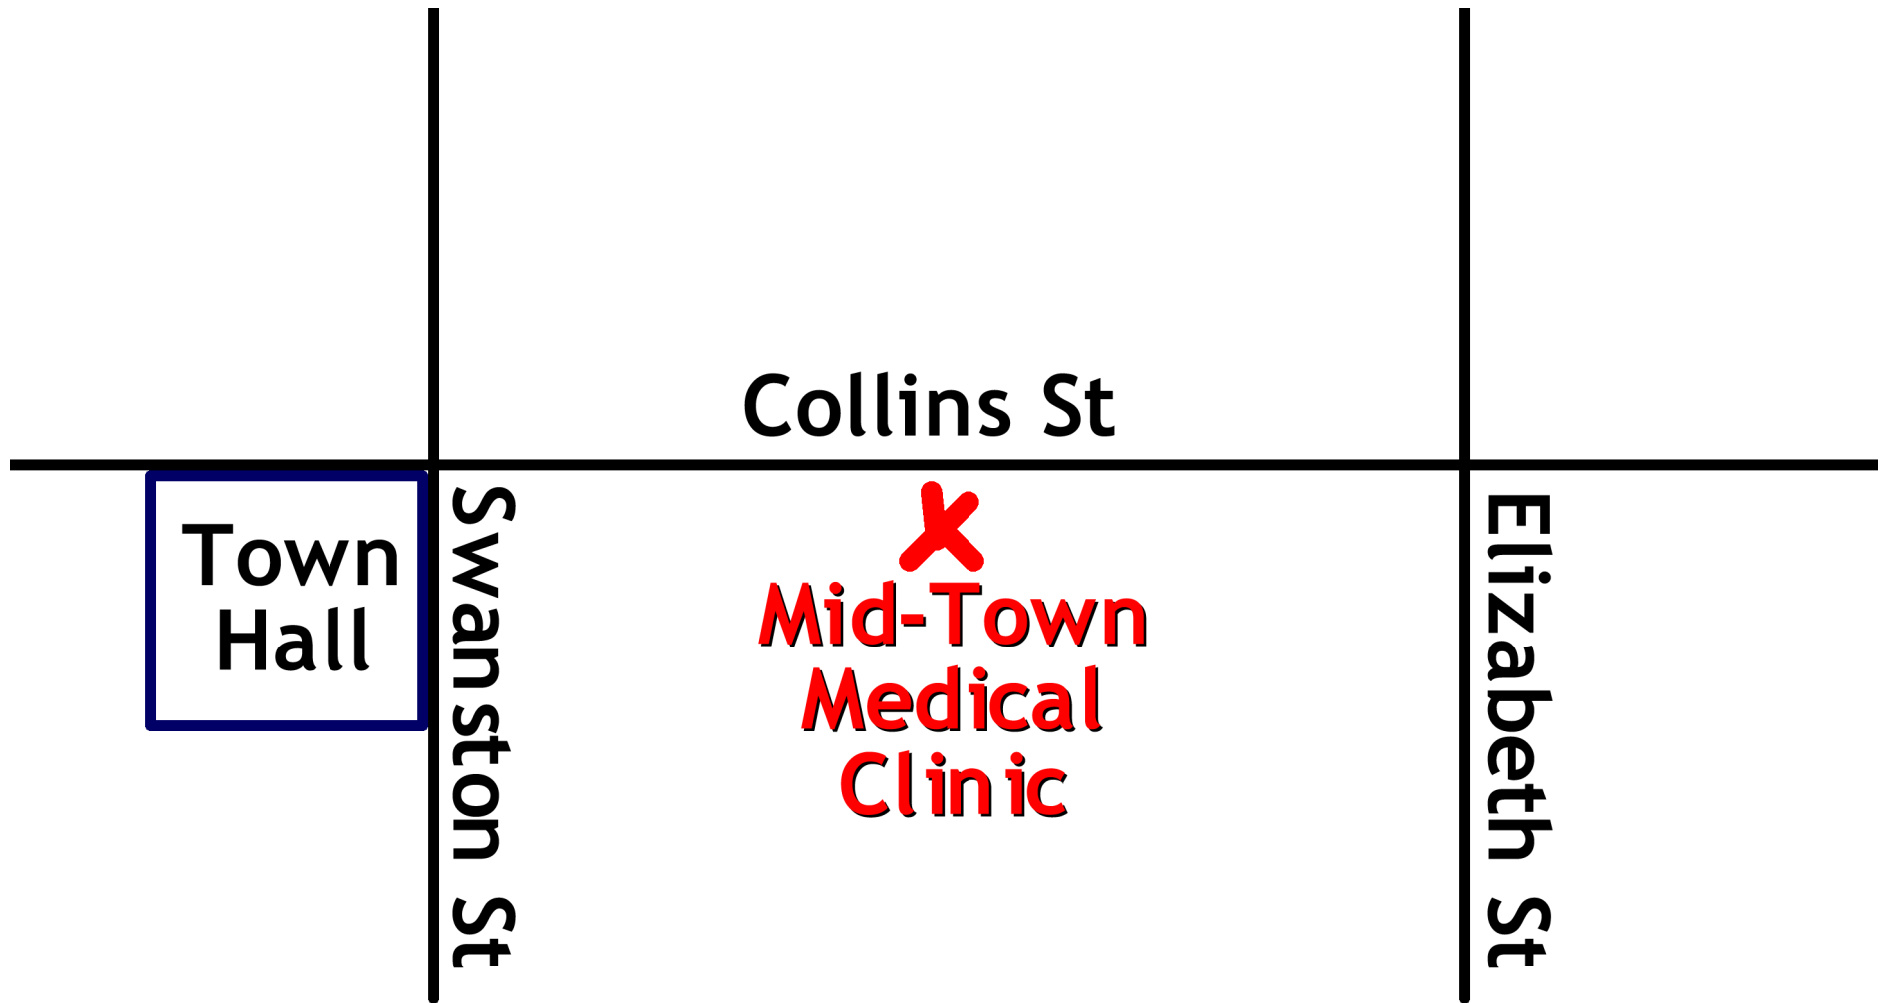 Collins St
Town
Hall
Swanston St
Mid-Town
Medical
Clinic
Elizabeth St